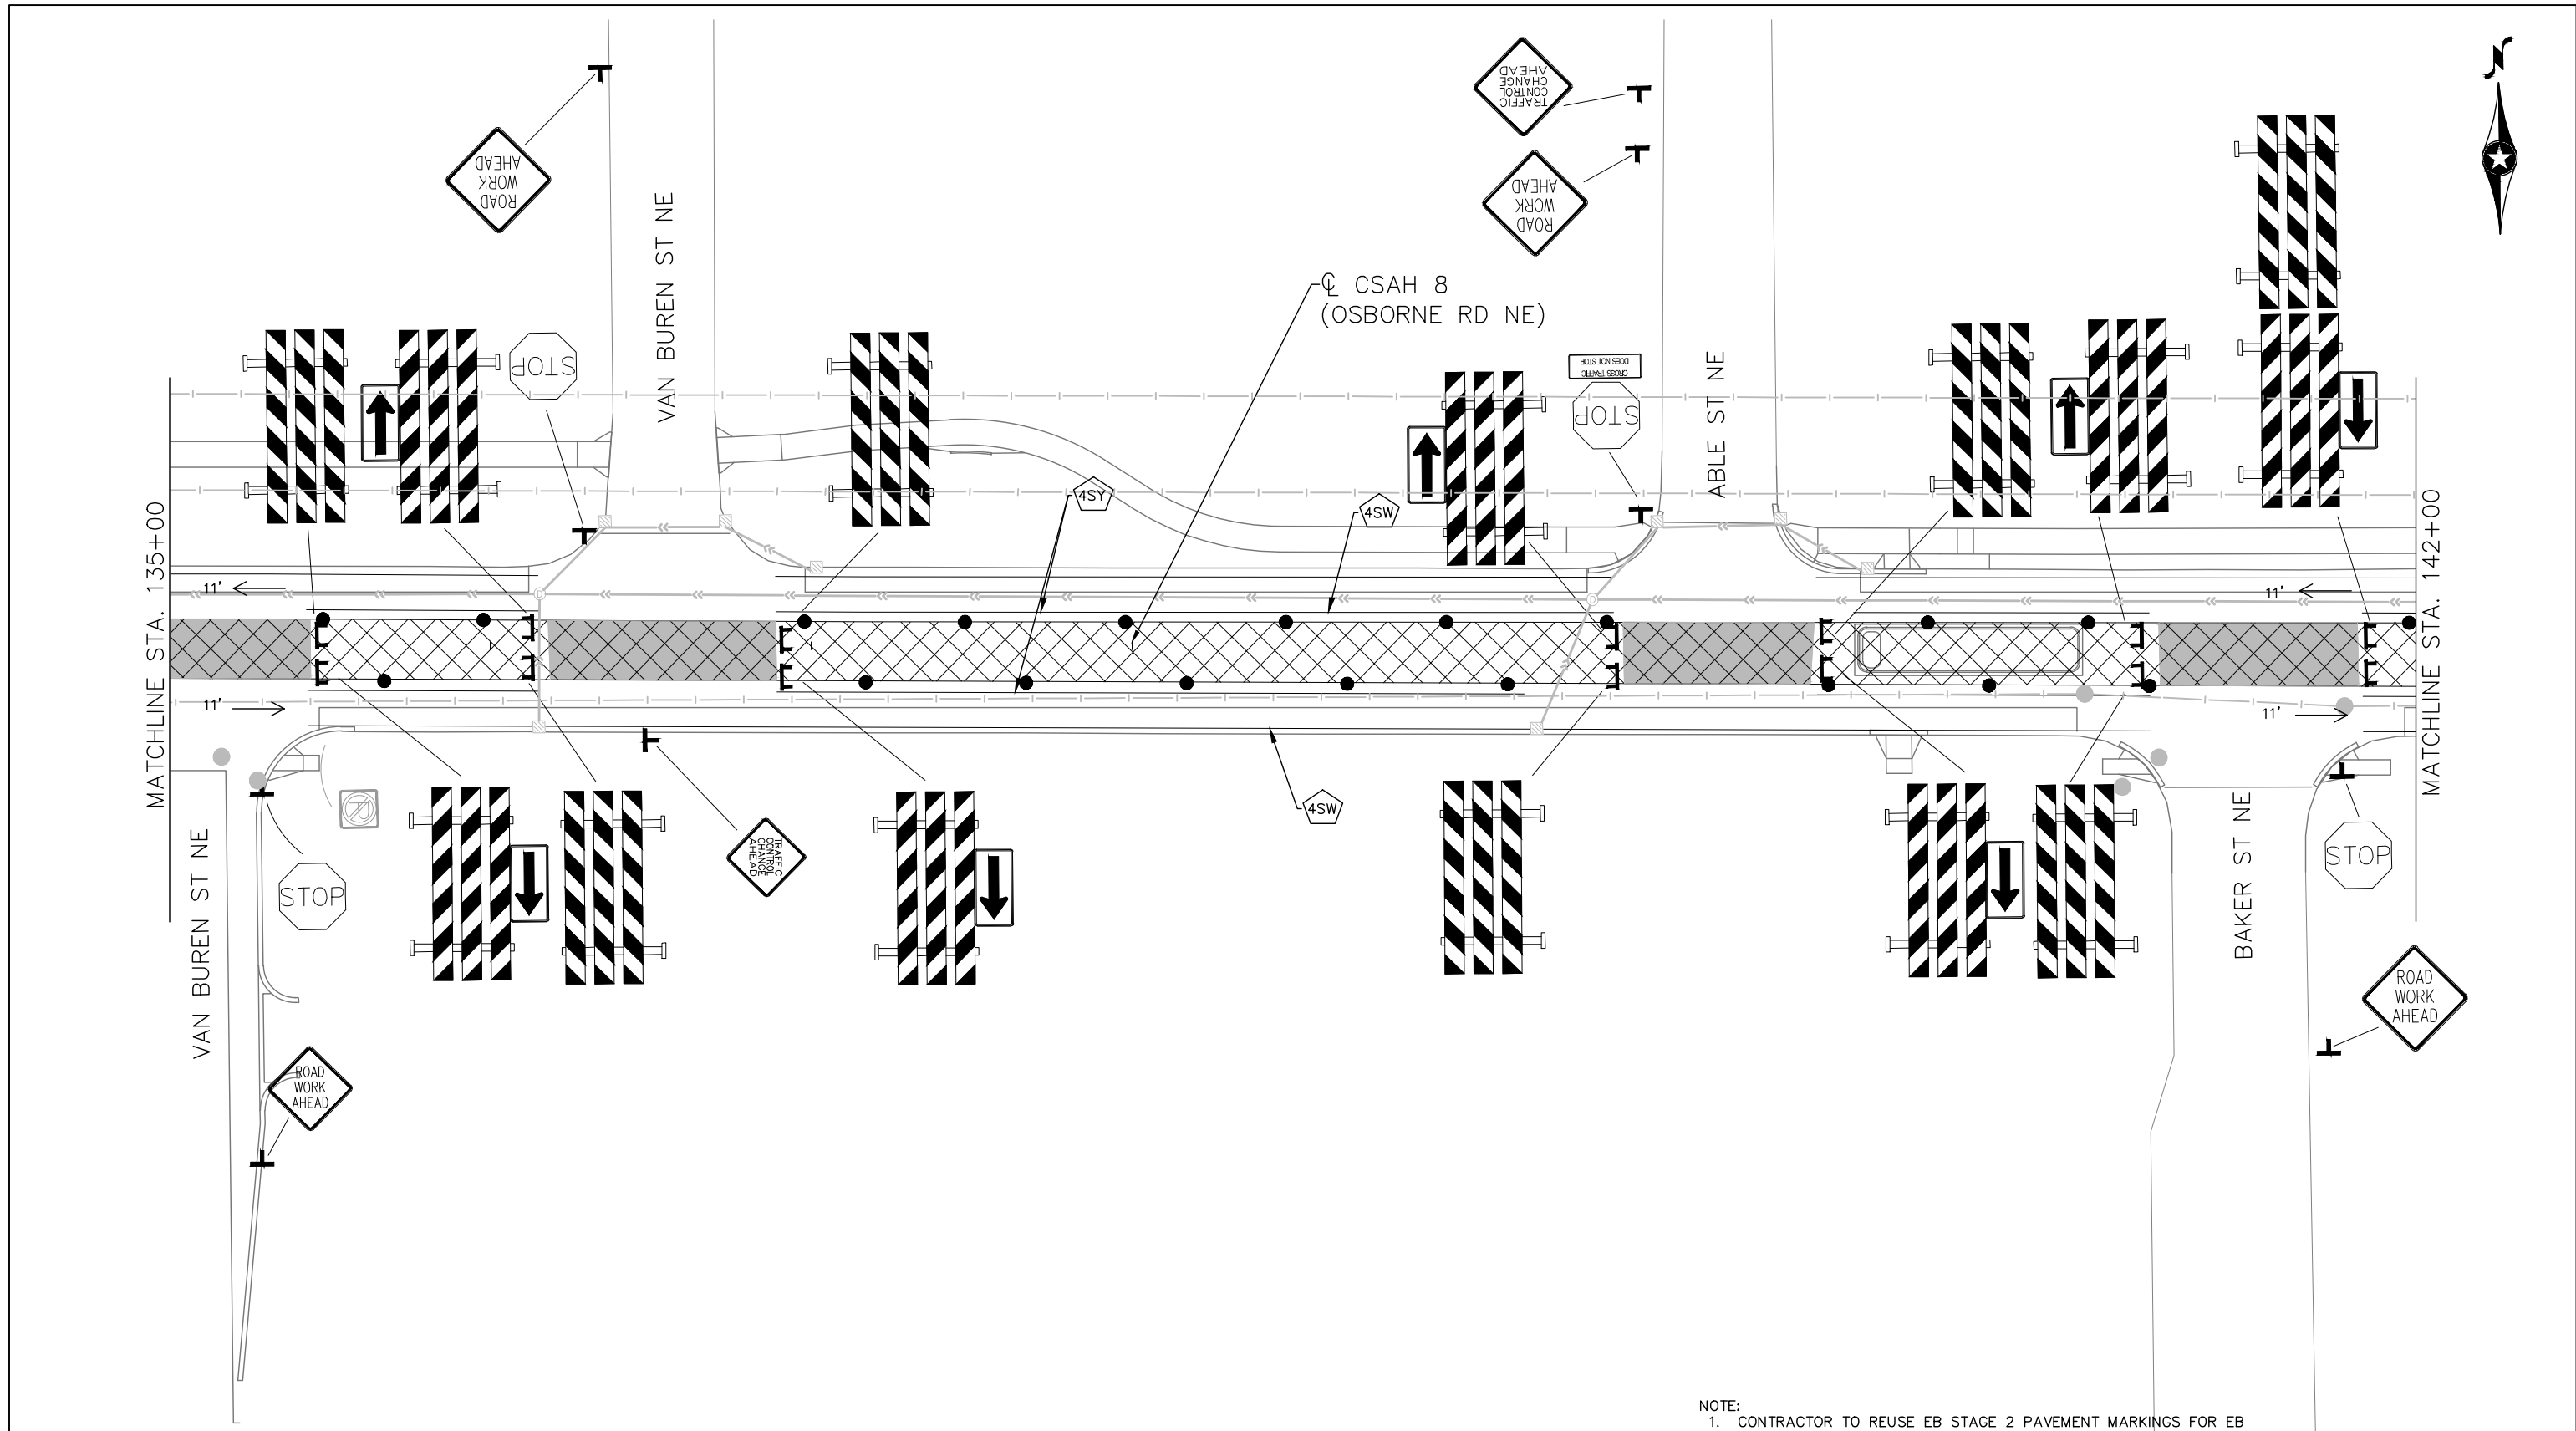 N
TRAFFIC
CONTROL
CHANGE
AHEAD
ROAD
WORK
AHEAD
ROAD
WORK
AHEAD
VAN BUREN ST NE
℄ CSAH 8
(OSBORNE RD NE)
STOP
CROSS TRAFFIC
DOES NOT STOP
STOP
ABLE ST NE
4SY
4SW
MATCHLINE STA. 135+00
MATCHLINE STA. 142+00
11'
11'
11'
11'
4SW
P
TRAFFIC
CONTROL
CHANGE
AHEAD
STOP
STOP
VAN BUREN ST NE
BAKER ST NE
ROAD
WORK
AHEAD
ROAD
WORK
AHEAD
NOTE:
1. CONTRACTOR TO REUSE EB STAGE 2 PAVEMENT MARKINGS FOR EB